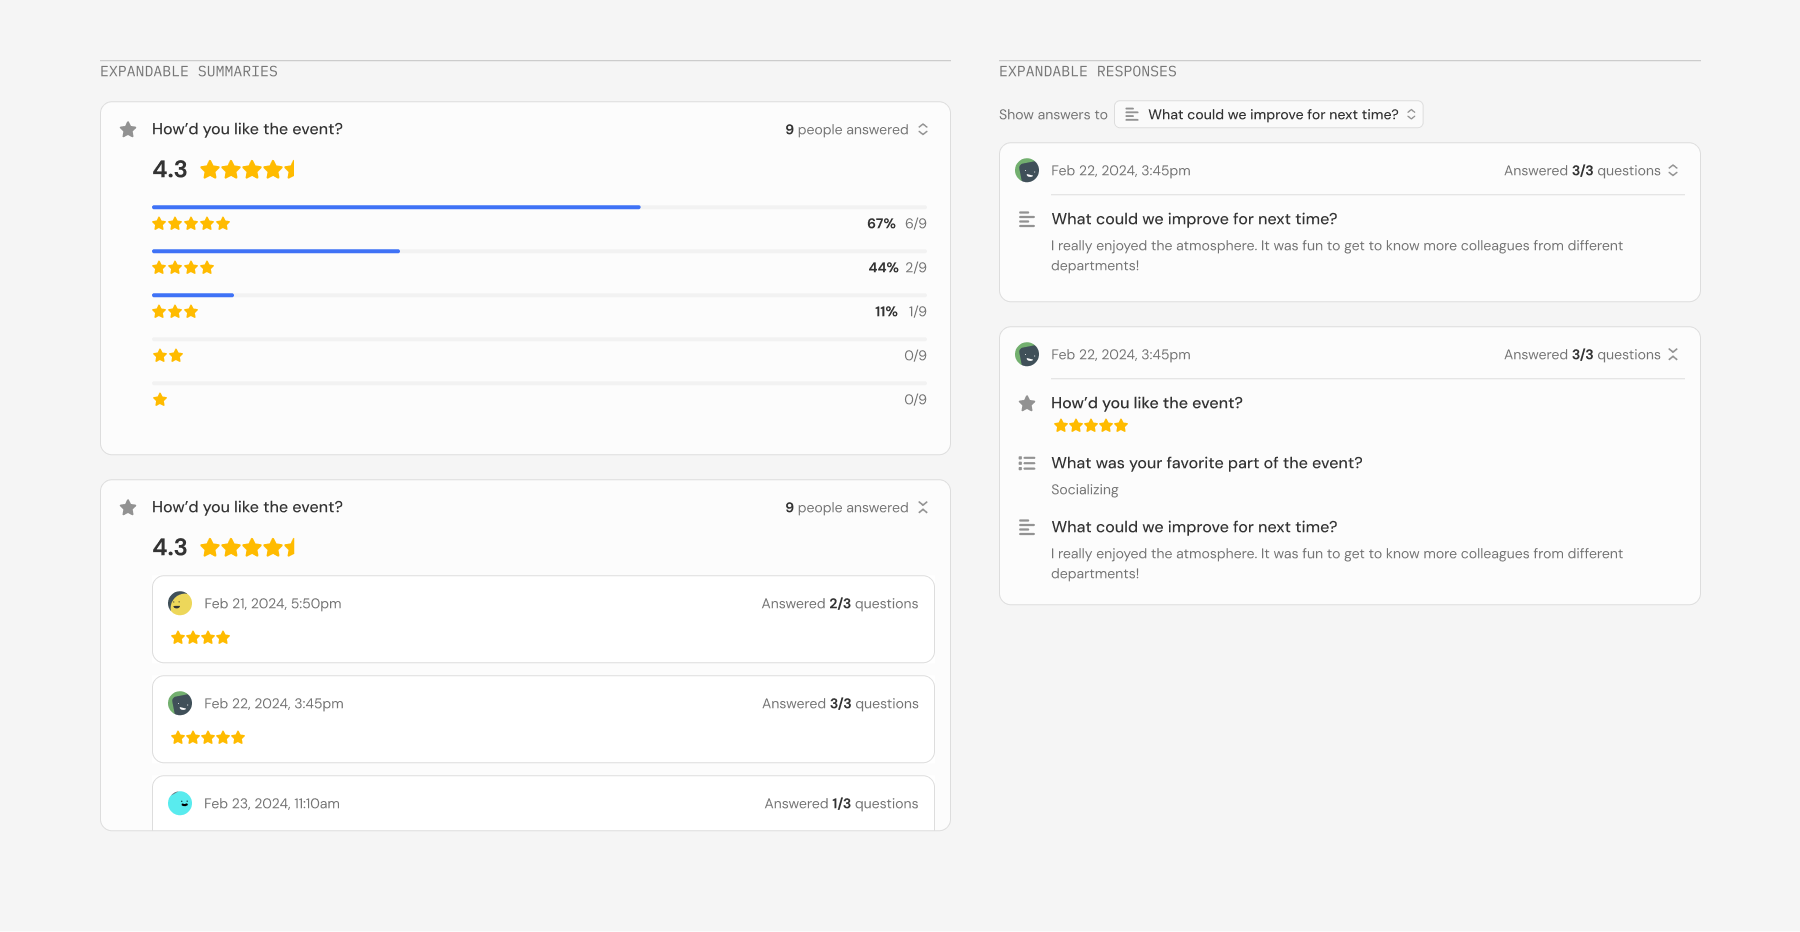 EXPANDABLE SUMMARIES
How’d you like the event?
9 people answered
4.3
67% 6/9
44% 2/9
11% 1/9
0/9
0/9
How’d you like the event?
9 people answered
4.3
Feb 21, 2024, 5:50pm
Answered 2/3 questions
Feb 22, 2024, 3:45pm
Answered 3/3 questions
Feb 23, 2024, 11:10am
Answered 1/3 questions
EXPANDABLE RESPONSES
Show answers to What could we improve for next time?
Feb 22, 2024, 3:45pm
Answered 3/3 questions
What could we improve for next time?
I really enjoyed the atmosphere. It was fun to get to know more colleagues from different
departments!
Feb 22, 2024, 3:45pm
Answered 3/3 questions
How’d you like the event?
What was your favorite part of the event?
Socializing
What could we improve for next time?
I really enjoyed the atmosphere. It was fun to get to know more colleagues from different
departments!